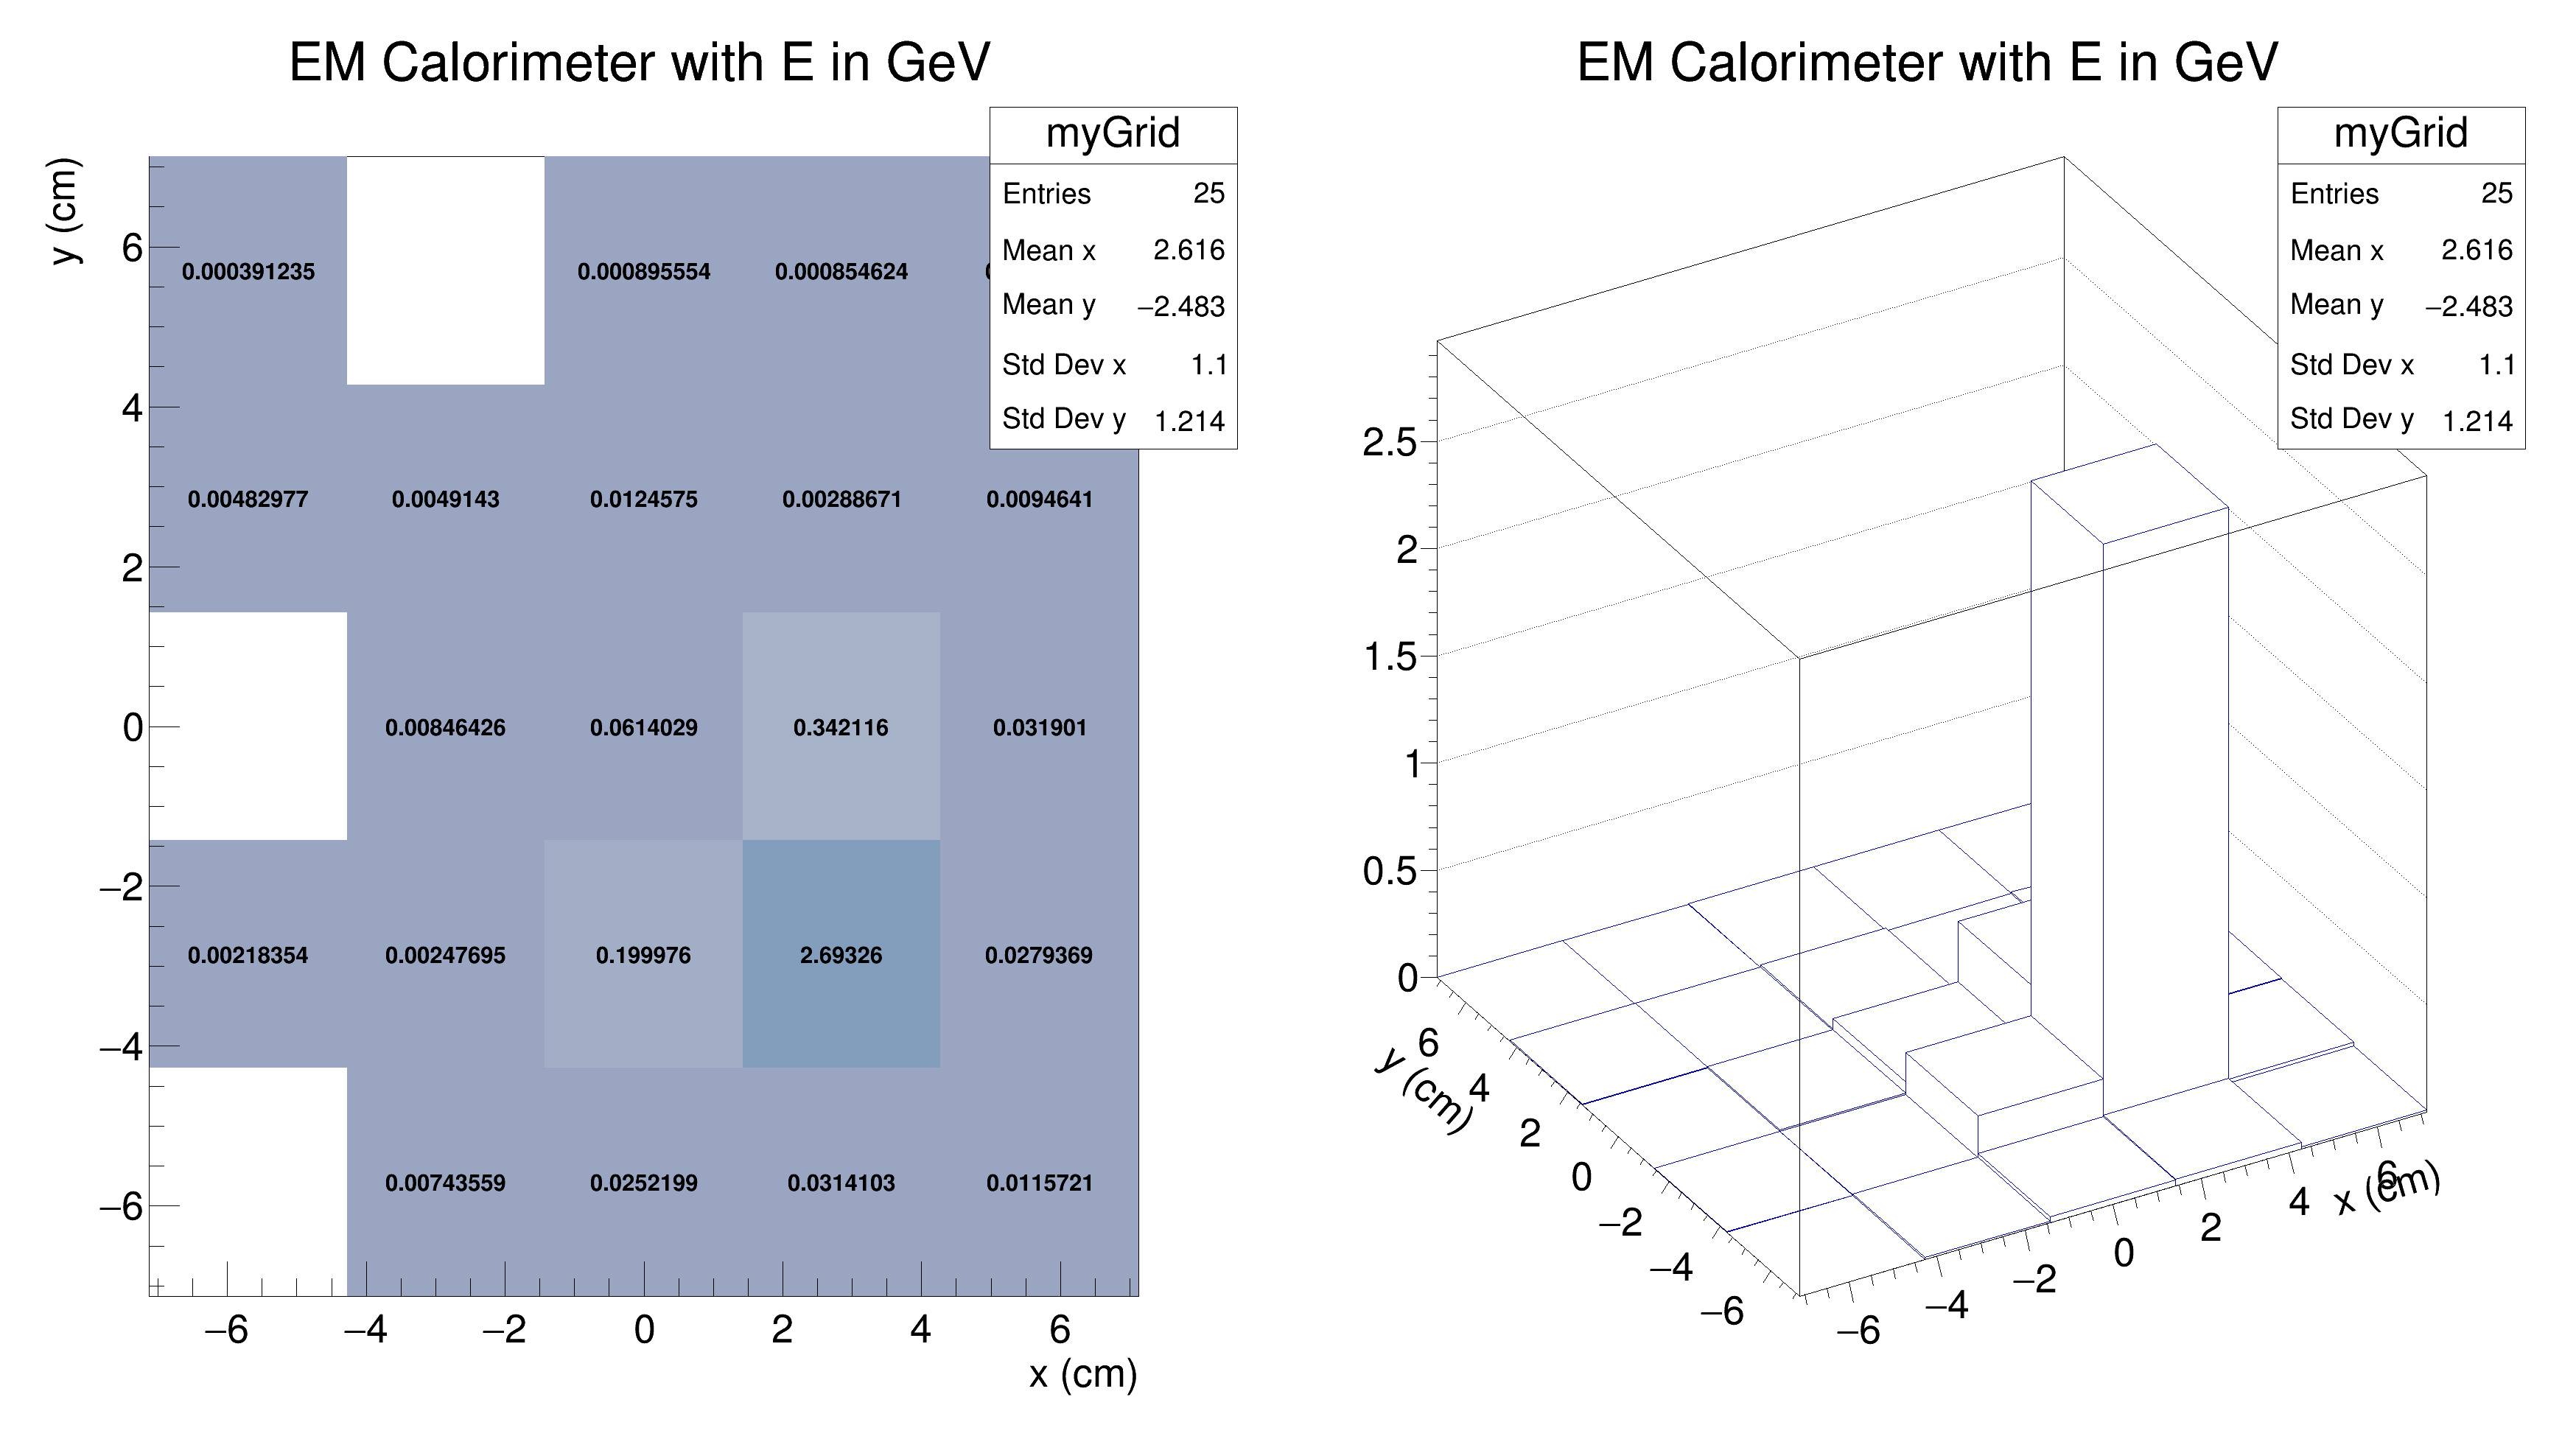 EM Calorimeter with E in GeV
myGrid
Entries 25
Mean x 2.616
Mean y −2.483
Std Dev x 1.1
Std Dev y 1.214
y (cm)
6
4
2
0
−2
−4
−6
0.000391235 0.000895554 0.000854624
0.00482977 0.0049143 0.0124575 0.00288671 0.0094641
0.00846426 0.0614029 0.342116 0.031901
0.00218354 0.00247695 0.199976 2.69326 0.0279369
0.00743559 0.0252199 0.0314103 0.0115721
−6 −4 −2 0 2 4 6
x (cm)
EM Calorimeter with E in GeV
myGrid
Entries 25
Mean x 2.616
Mean y −2.483
Std Dev x 1.1
Std Dev y 1.214
2.5
2
1.5
1
0.5
0
y (cm)
6
4
2
0
−2
−4
−6
−6
−4
−2
0
2
4
6
x (cm)